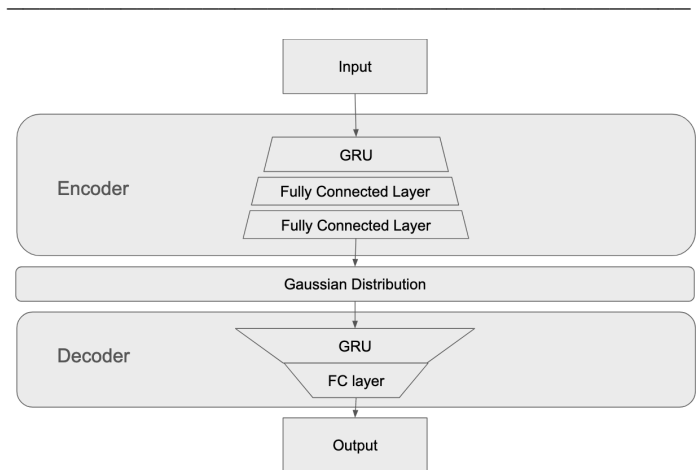 Input
GRU
Encoder
Fully Connected Layer
Fully Connected Layer
Gaussian Distribution
GRU
Decoder
FC layer
Output